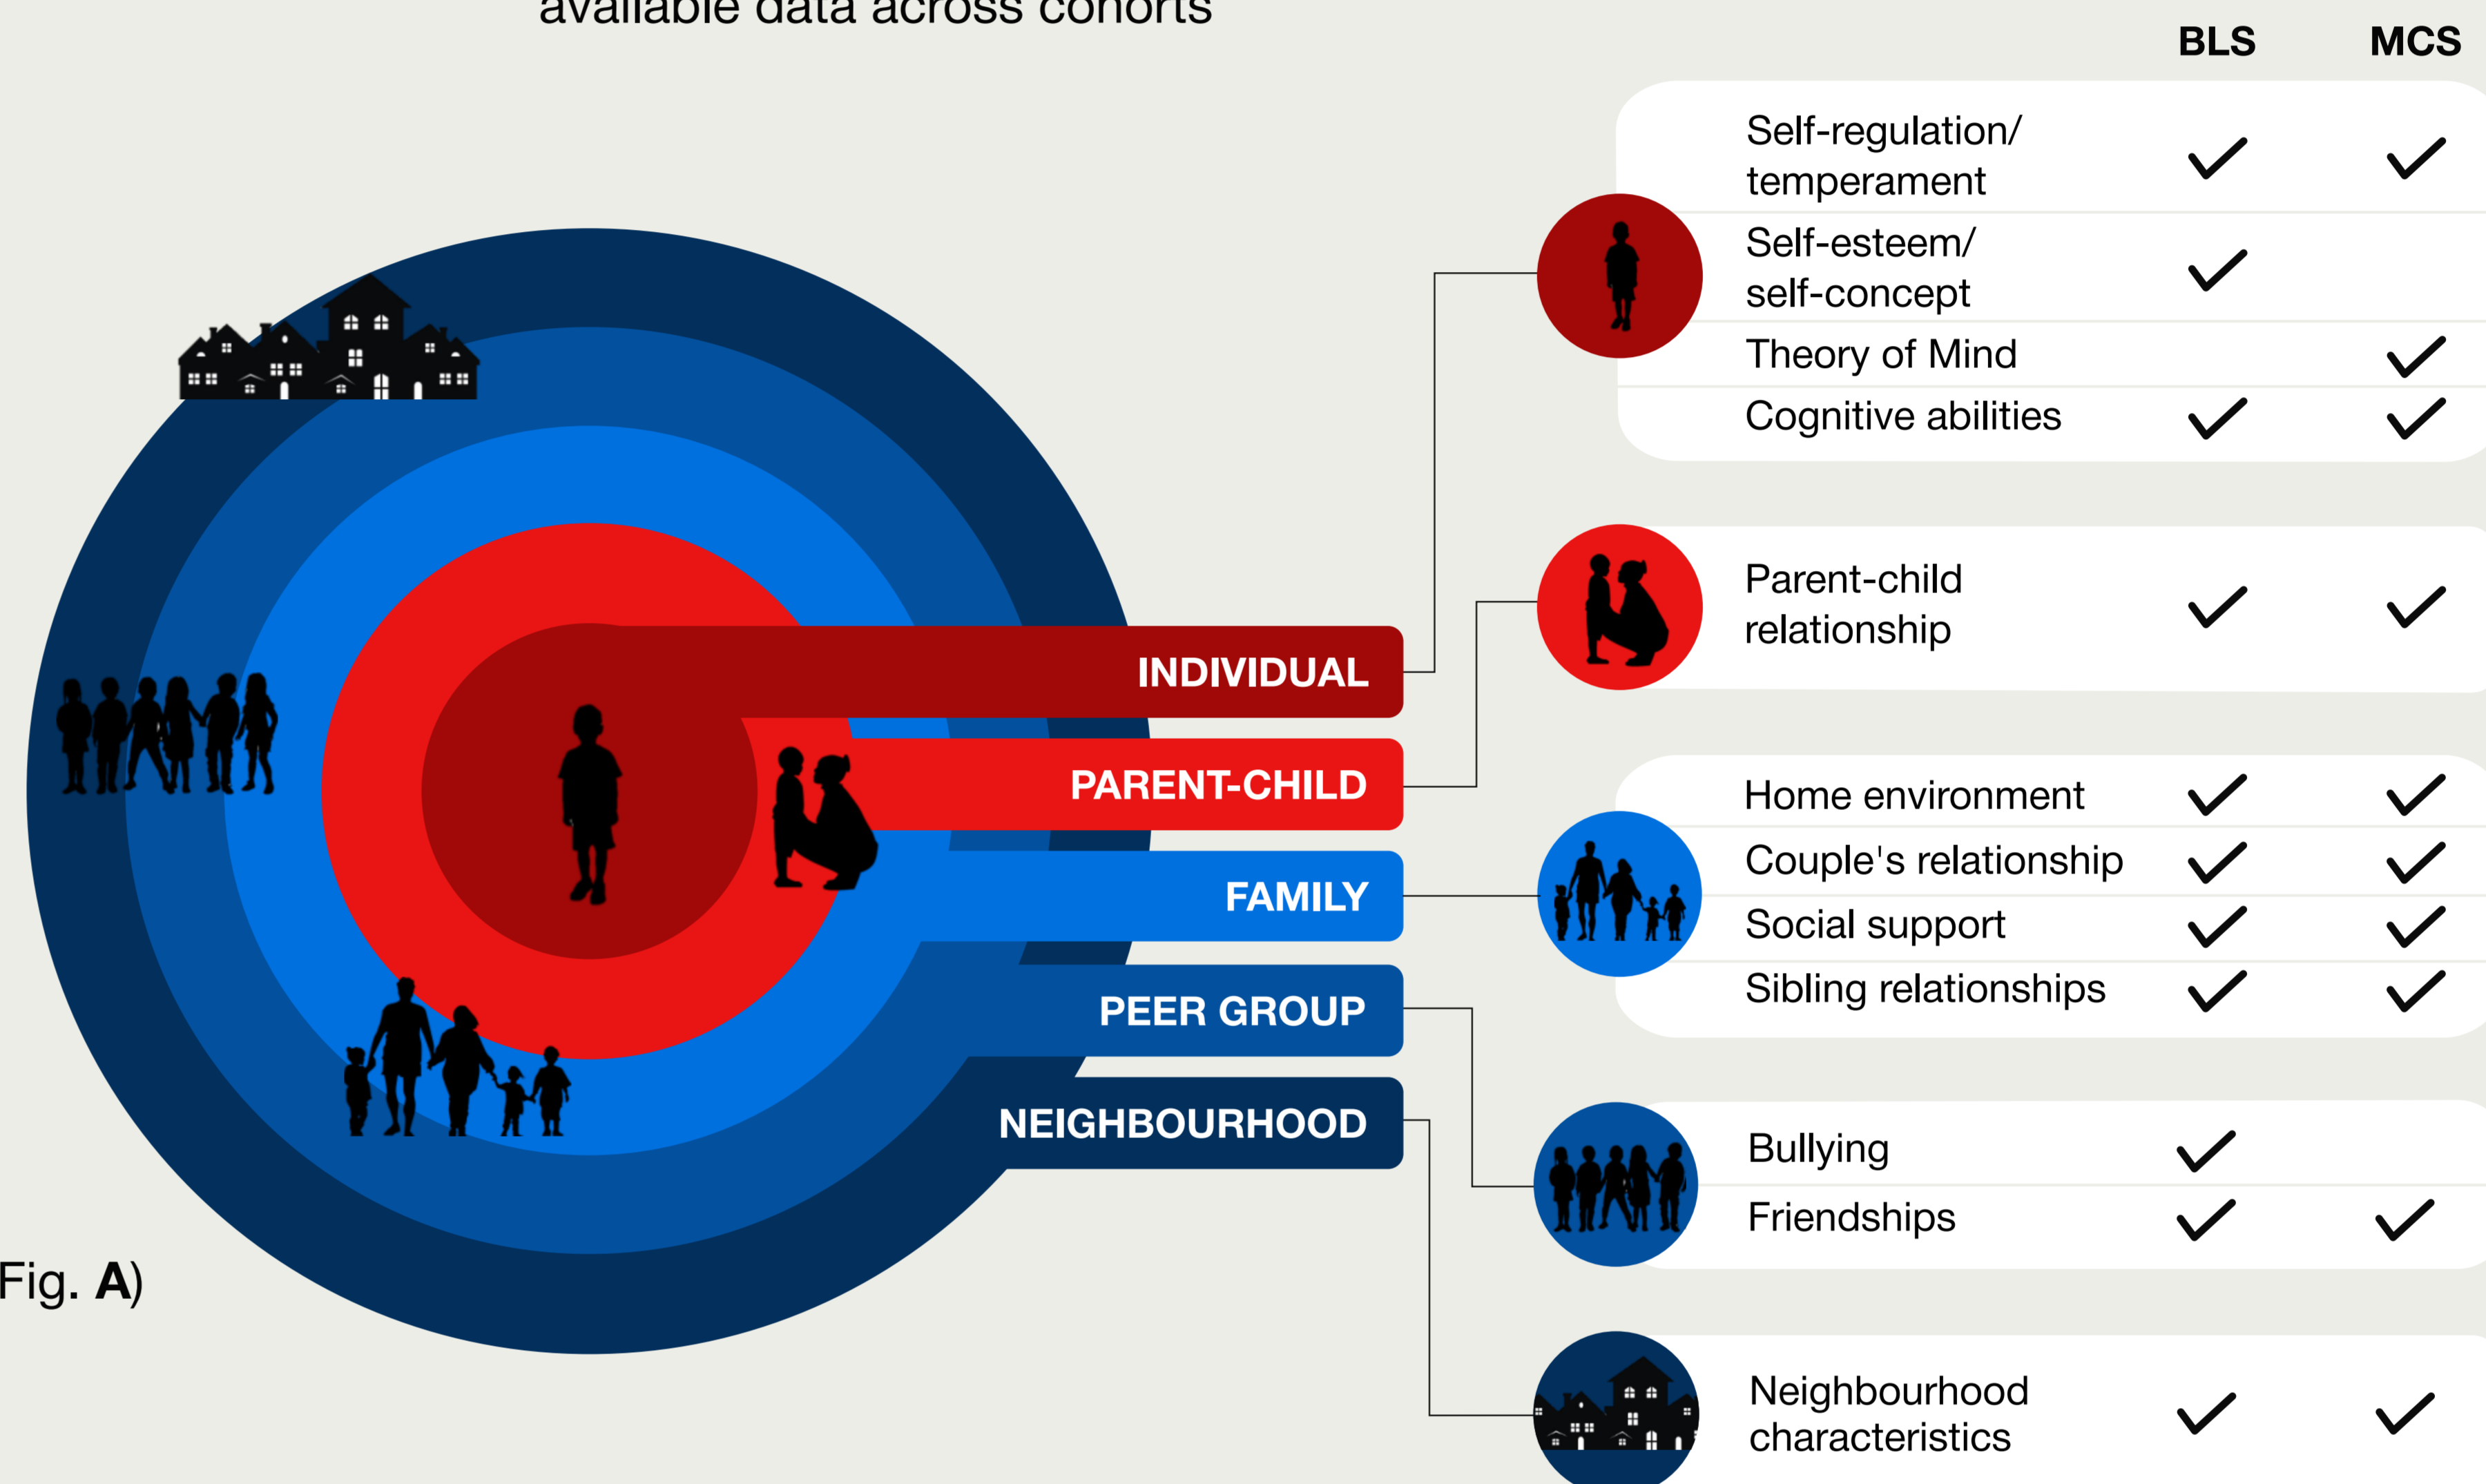 available data across cohorts
BLS MCS
Self-regulation/
temperament
Self-esteem/
self-concept
Theory of Mind
Cognitive abilities
INDIVIDUAL
PARENT-CHILD
FAMILY
PEER GROUP
NEIGHBOURHOOD
Parent-child
relationship
Home environment
Couple's relationship
Social support
Sibling relationships
Bullying
Friendships
Neighbourhood
characteristics
Fig. A)